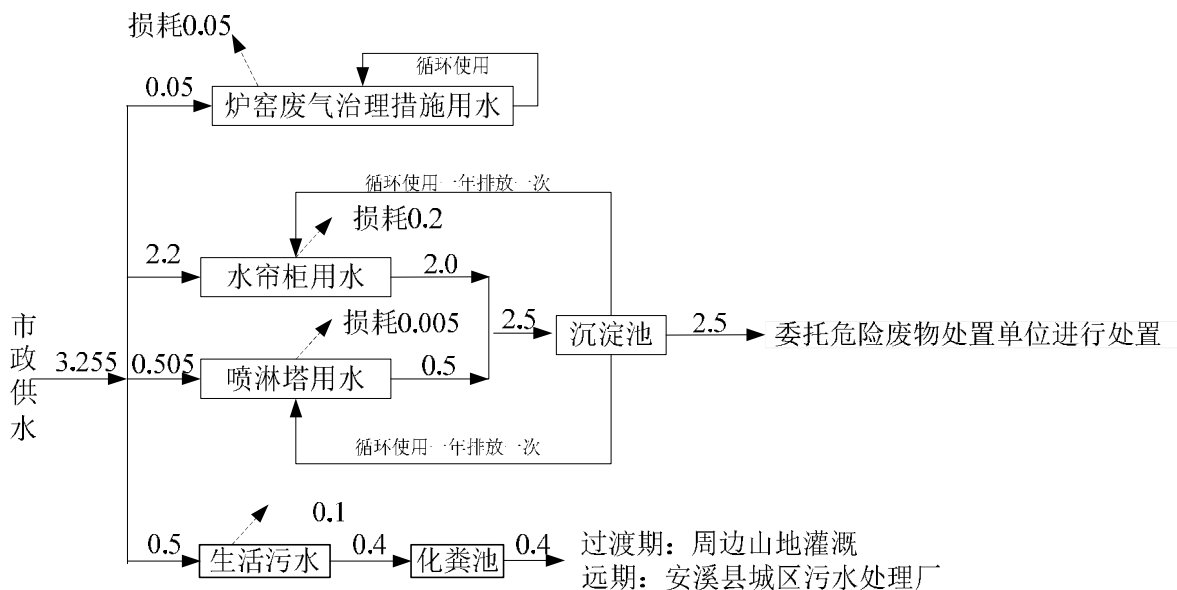 损耗0.05
循环使用
0.05
炉窑废气治理措施用水
循环使用一年排放一次
损耗0.2
2.2
水帘柜用水
2.0
损耗0.005
2.5
沉淀池
2.5
委托危险废物处置单位进行处置
市政供水
3.255
0.505
喷淋塔用水
0.5
循环使用一年排放一次
0.1
0.5
生活污水
0.4
化粪池
0.4
过渡期：周边山地灌溉
远期：安溪县城区污水处理厂